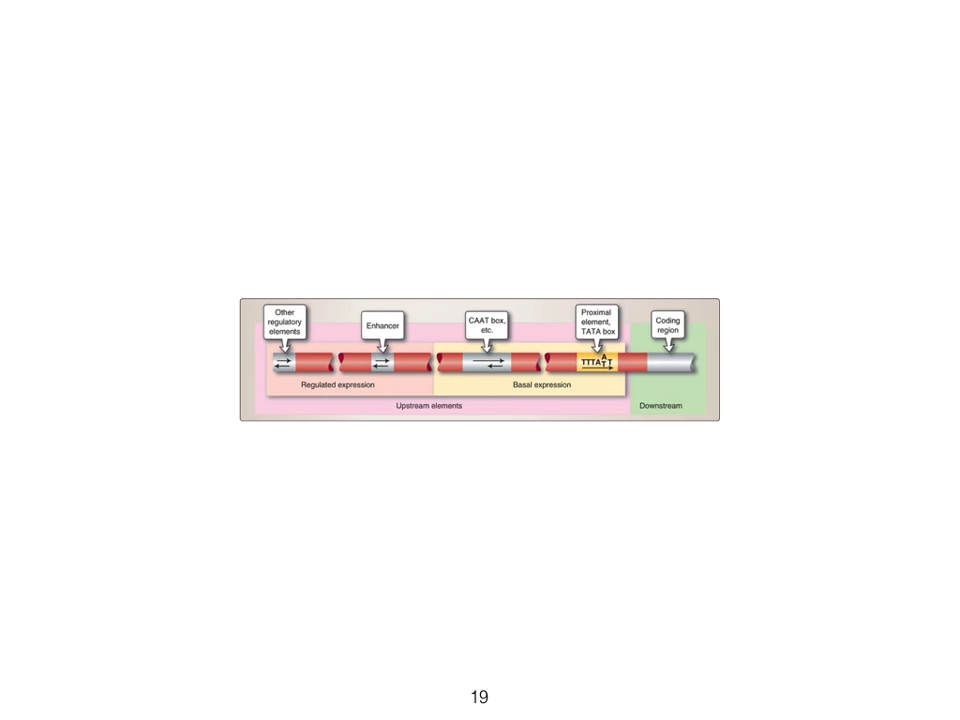 Other
regulatory
elements
Enhancer
CAAT box,
etc.
Proximal
element,
TATA box
Coding
region
A
TTTATT
Regulated expression
Basal expression
Upstream elements
Downstream
19